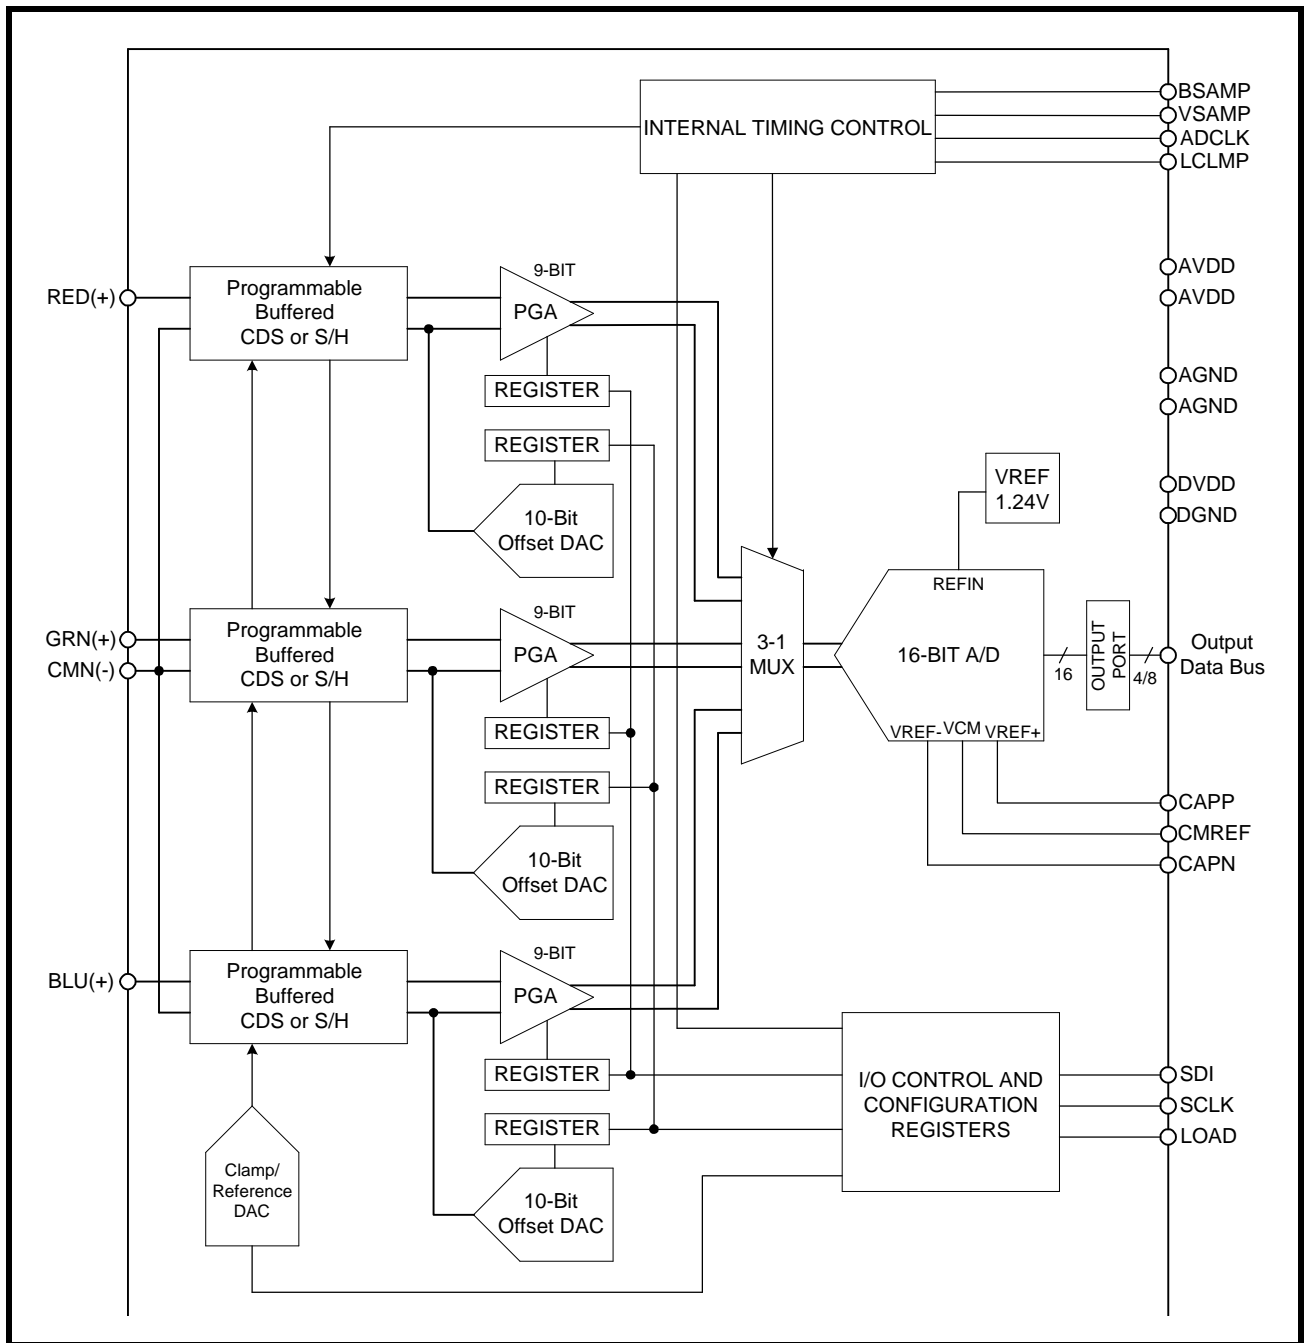 BSAMP
VSAMP
INTERNAL TIMING CONTROL
ADCLK
LCLMP
9-BIT
AVDD
RED(+)
Programmable
Buffered
CDS or S/H
PGA
AVDD
REGISTER
AGND
AGND
REGISTER
VREF
1.24V
DVDD
DGND
10-Bit
Offset DAC
REFIN
9-BIT
GRN(+)
CMN(-)
Programmable
Buffered
CDS or S/H
PGA
3-1
MUX
16-BIT A/D
16
OUTPUT
PORT
4/8
Output
Data Bus
REGISTER
VREF-
VCM
VREF+
REGISTER
CAPP
CMREF
CAPN
10-Bit
Offset DAC
9-BIT
BLU(+)
Programmable
Buffered
CDS or S/H
PGA
REGISTER
I/O CONTROL AND
CONFIGURATION
REGISTERS
SDI
SCLK
LOAD
REGISTER
Clamp/
Reference
DAC
10-Bit
Offset DAC